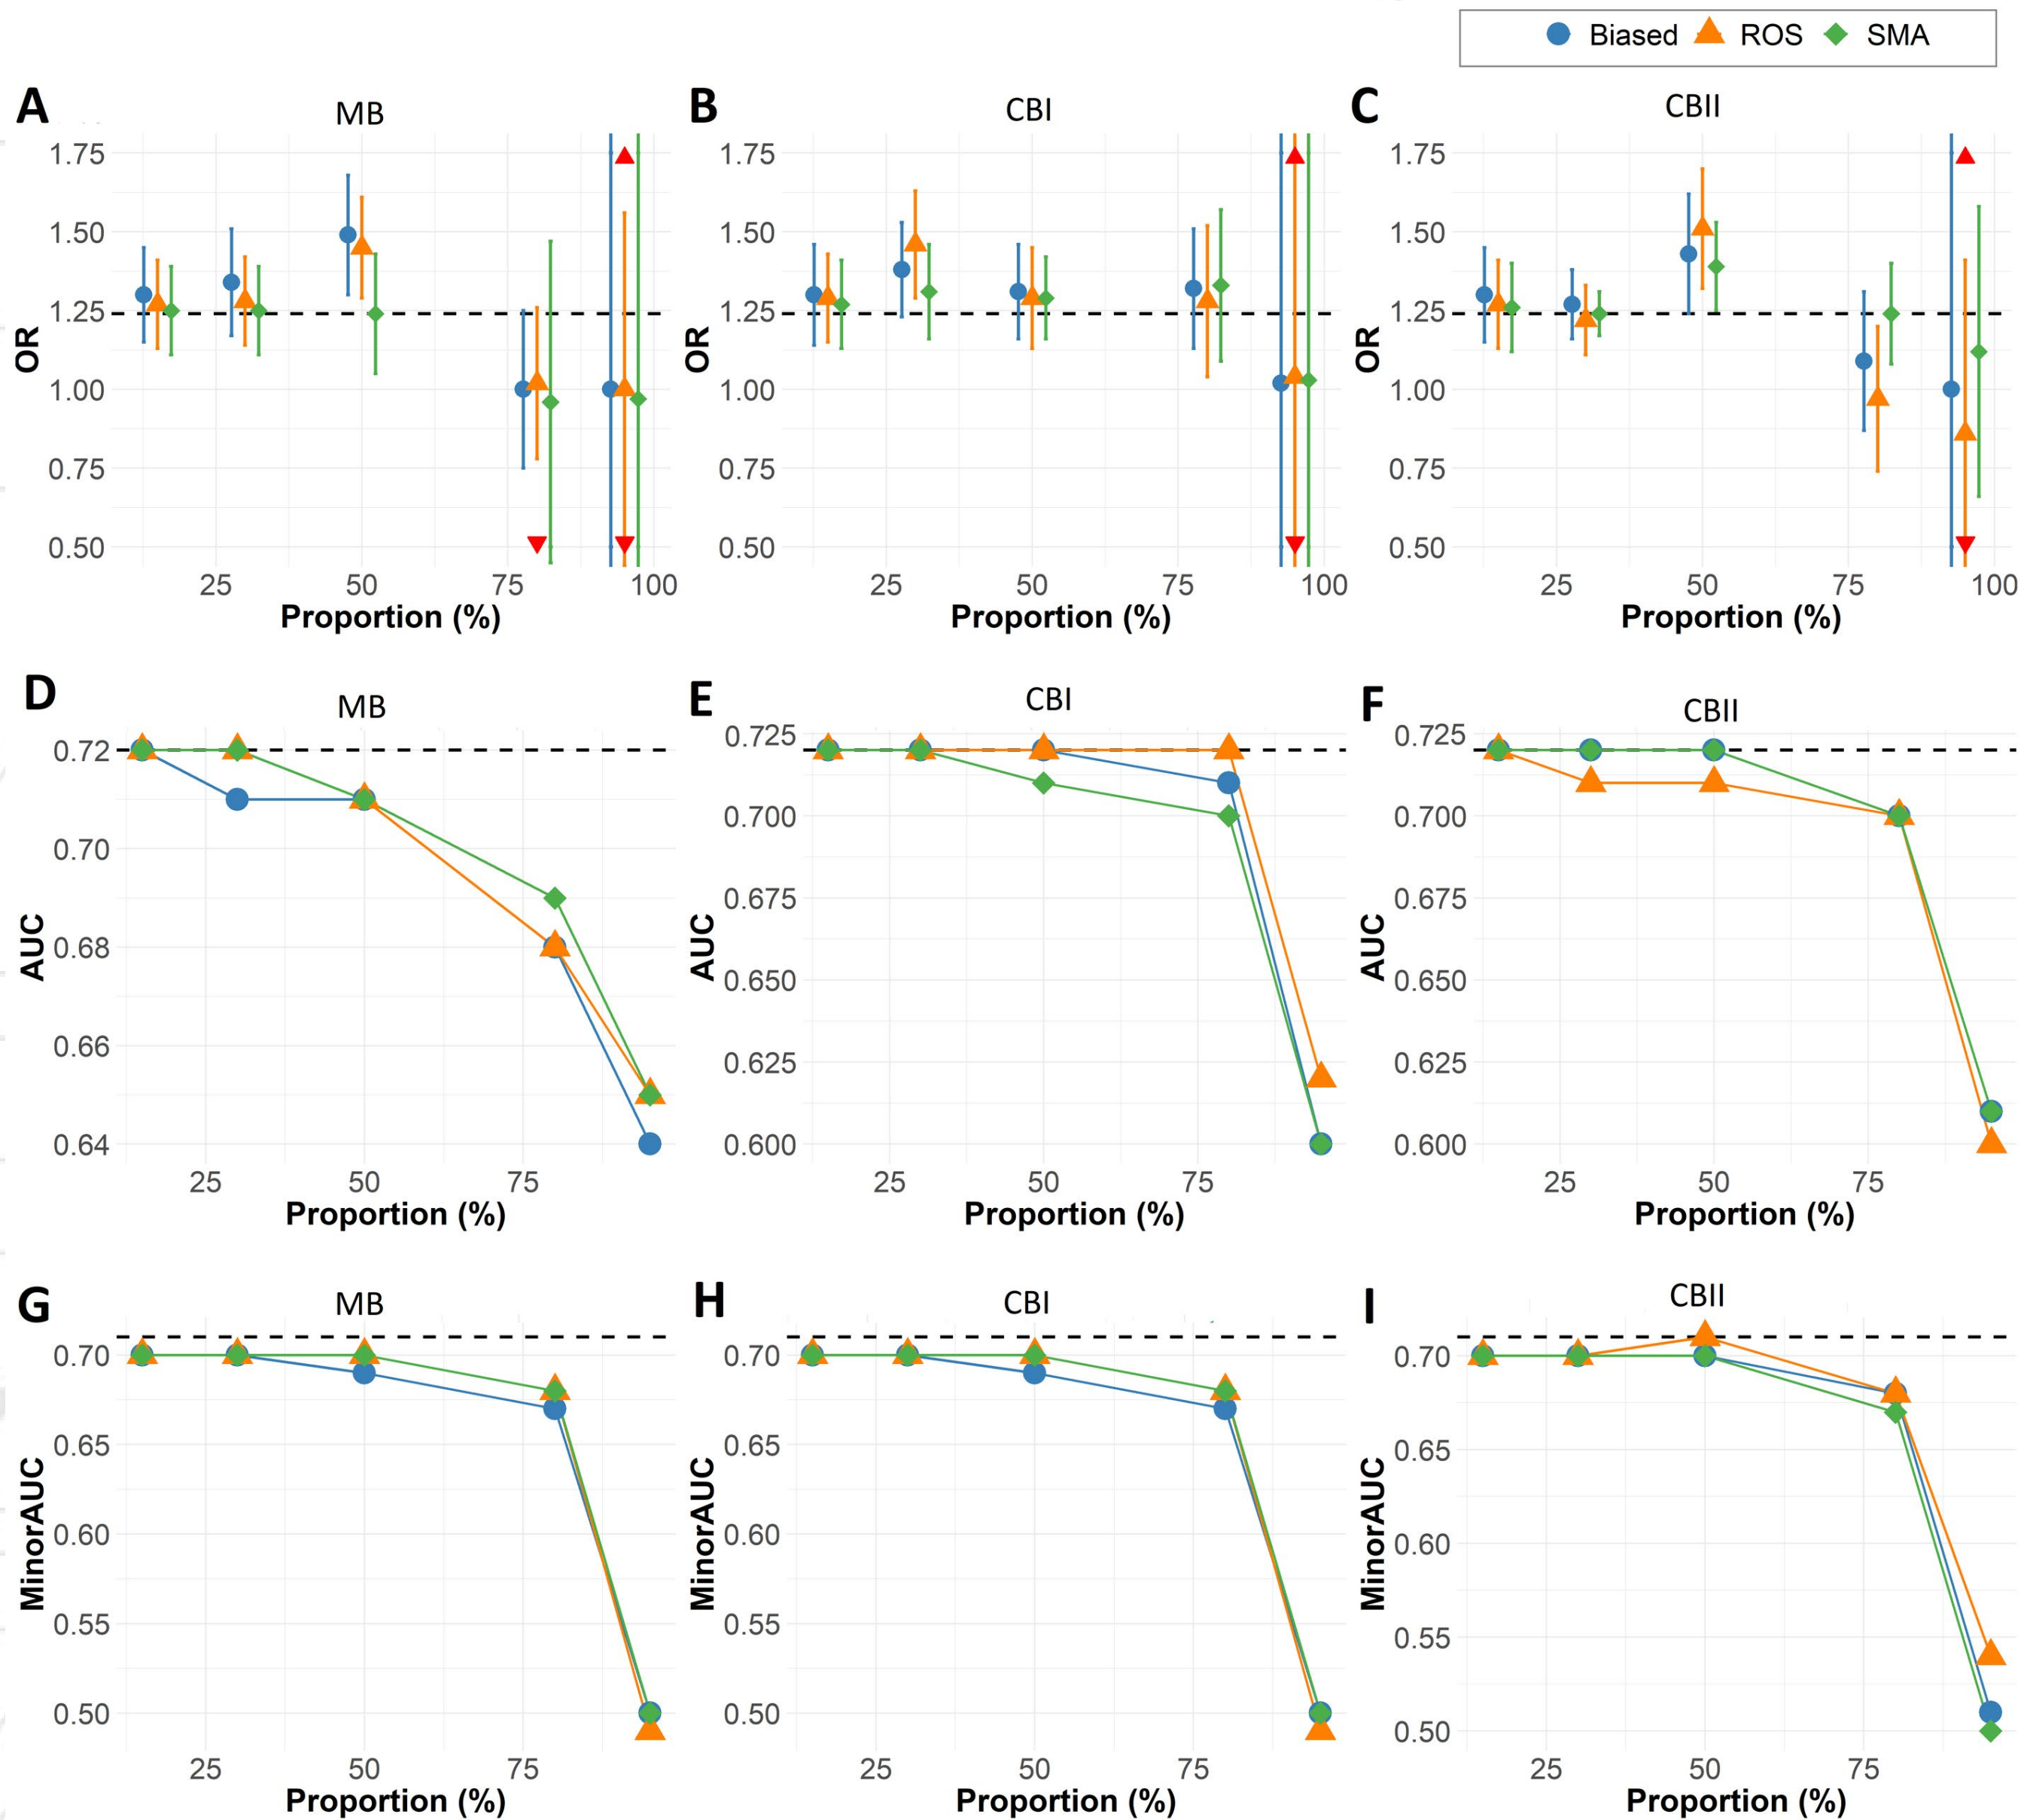 Biased ROS SMA
A MB
B CBI
C CBII
OR
1.75
1.50
1.25
1.00
0.75
0.50
25 50 75 100
Proportion (%)
OR
1.75
1.50
1.25
1.00
0.75
0.50
25 50 75 100
Proportion (%)
OR
1.75
1.50
1.25
1.00
0.75
0.50
25 50 75 100
Proportion (%)
D MB
AUC
0.72
0.70
0.68
0.66
0.64
25 50 75
Proportion (%)
E CBI
AUC
0.725
0.700
0.675
0.650
0.625
0.600
25 50 75
Proportion (%)
F CBII
AUC
0.725
0.700
0.675
0.650
0.625
0.600
25 50 75
Proportion (%)
G MB
MinorAUC
0.70
0.65
0.60
0.55
0.50
25 50 75
Proportion (%)
H CBI
MinorAUC
0.70
0.65
0.60
0.55
0.50
25 50 75
Proportion (%)
I CBII
MinorAUC
0.70
0.65
0.60
0.55
0.50
25 50 75
Proportion (%)